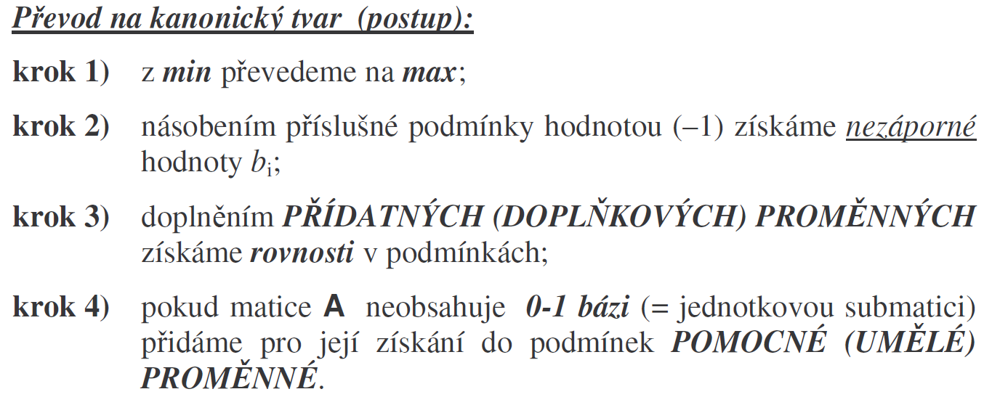 Převod na kanonický tvar (postup):
krok 1) z min převedeme na max;
krok 2) násobením příslušné podmínky hodnotou (–1) získáme nezáporné
hodnoty bi;
krok 3) doplněním PŘÍDATNÝCH (DOPLŇKOVÝCH) PROMĚNNÝCH
získáme rovnosti v podmínkách;
krok 4) pokud matice A neobsahuje 0-1 bázi (= jednotkovou submatici)
přidáme pro její získání do podmínek POMOCNÉ (UMĚLÉ)
PROMĚNNÉ.